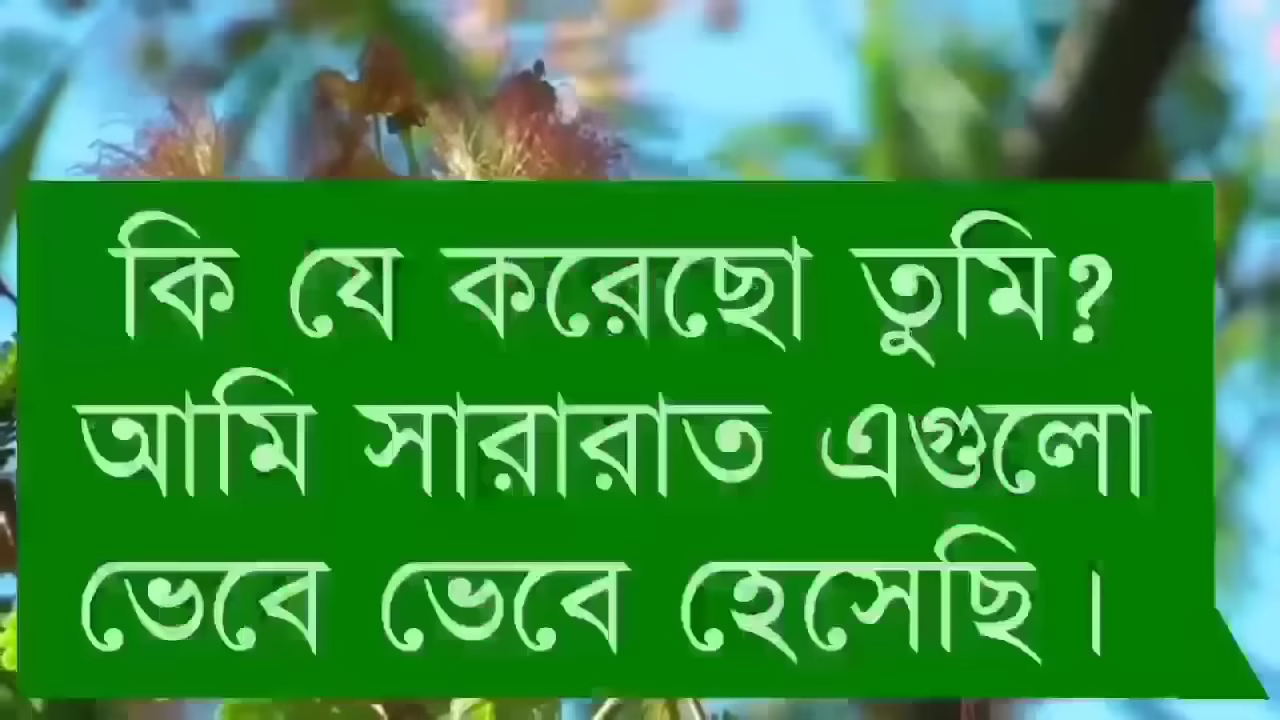 কি যে করেছো তুমি?
আমি সারারাত এগুলো
ভেবে ভেবে হেসেছি ।